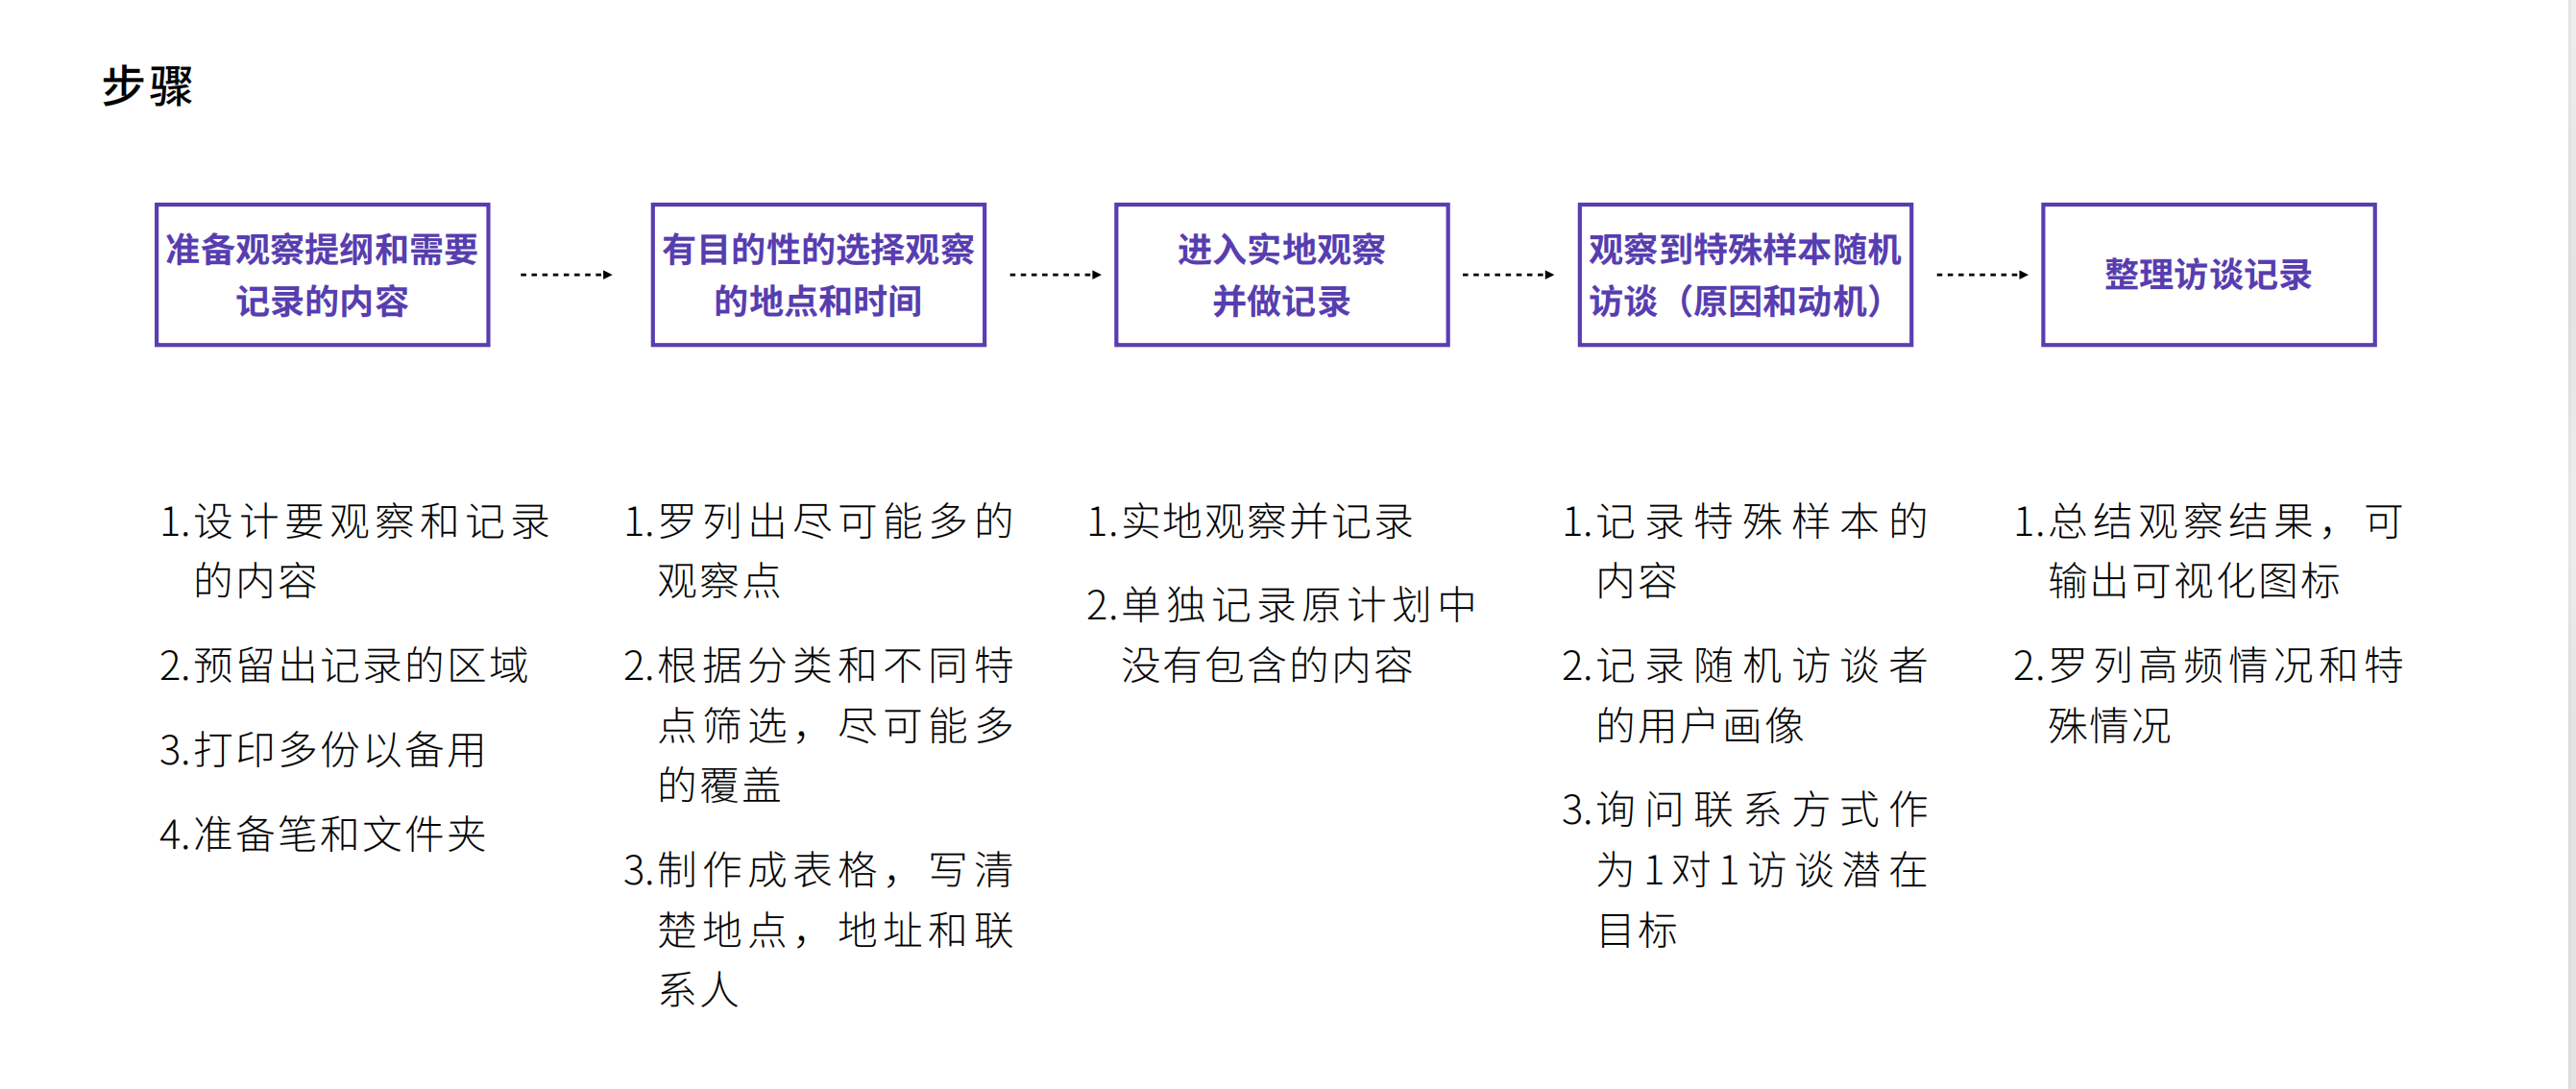 步骤
准备观察提纲和需要
记录的内容
有目的性的选择观察
的地点和时间
进入实地观察
并做记录
观察到特殊样本随机
访谈（原因和动机）
整理访谈记录
1.设计要观察和记录
的内容
2.预留出记录的区域
3.打印多份以备用
4.准备笔和文件夹
1.罗列出尽可能多的
观察点
2.根据分类和不同特
点筛选，尽可能多
的覆盖
3.制作成表格，写清
楚地点，地址和联
系人
1.实地观察并记录
2.单独记录原计划中
没有包含的内容
1.记录特殊样本的
内容
2.记录随机访谈者
的用户画像
3.询问联系方式作
为1对1访谈潜在
目标
1.总结观察结果，可
输出可视化图标
2.罗列高频情况和特
殊情况